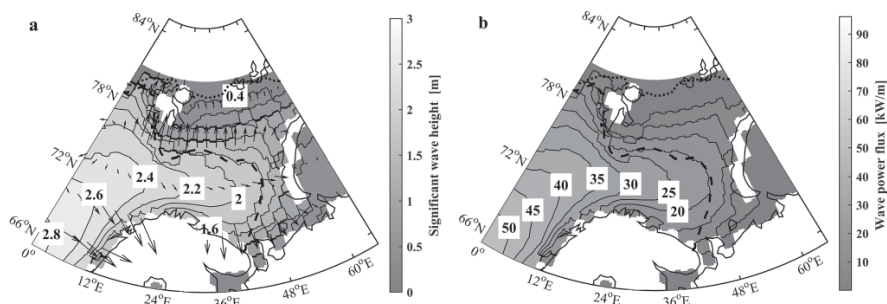 a
84°N
78°N
72°N
66°N
0°
12°E
24°E
36°E
48°E
60°E
0.4
2.4
2.2
2
2.6
2.8
1.6
3
2.5
2
1.5
1
0.5
0
Significant wave height [m]
b
84°N
78°N
72°N
66°N
0°
12°E
24°E
36°E
48°E
60°E
40
35
30
25
20
45
50
90
80
70
60
50
40
30
20
10
Wave power flux [kW/m]